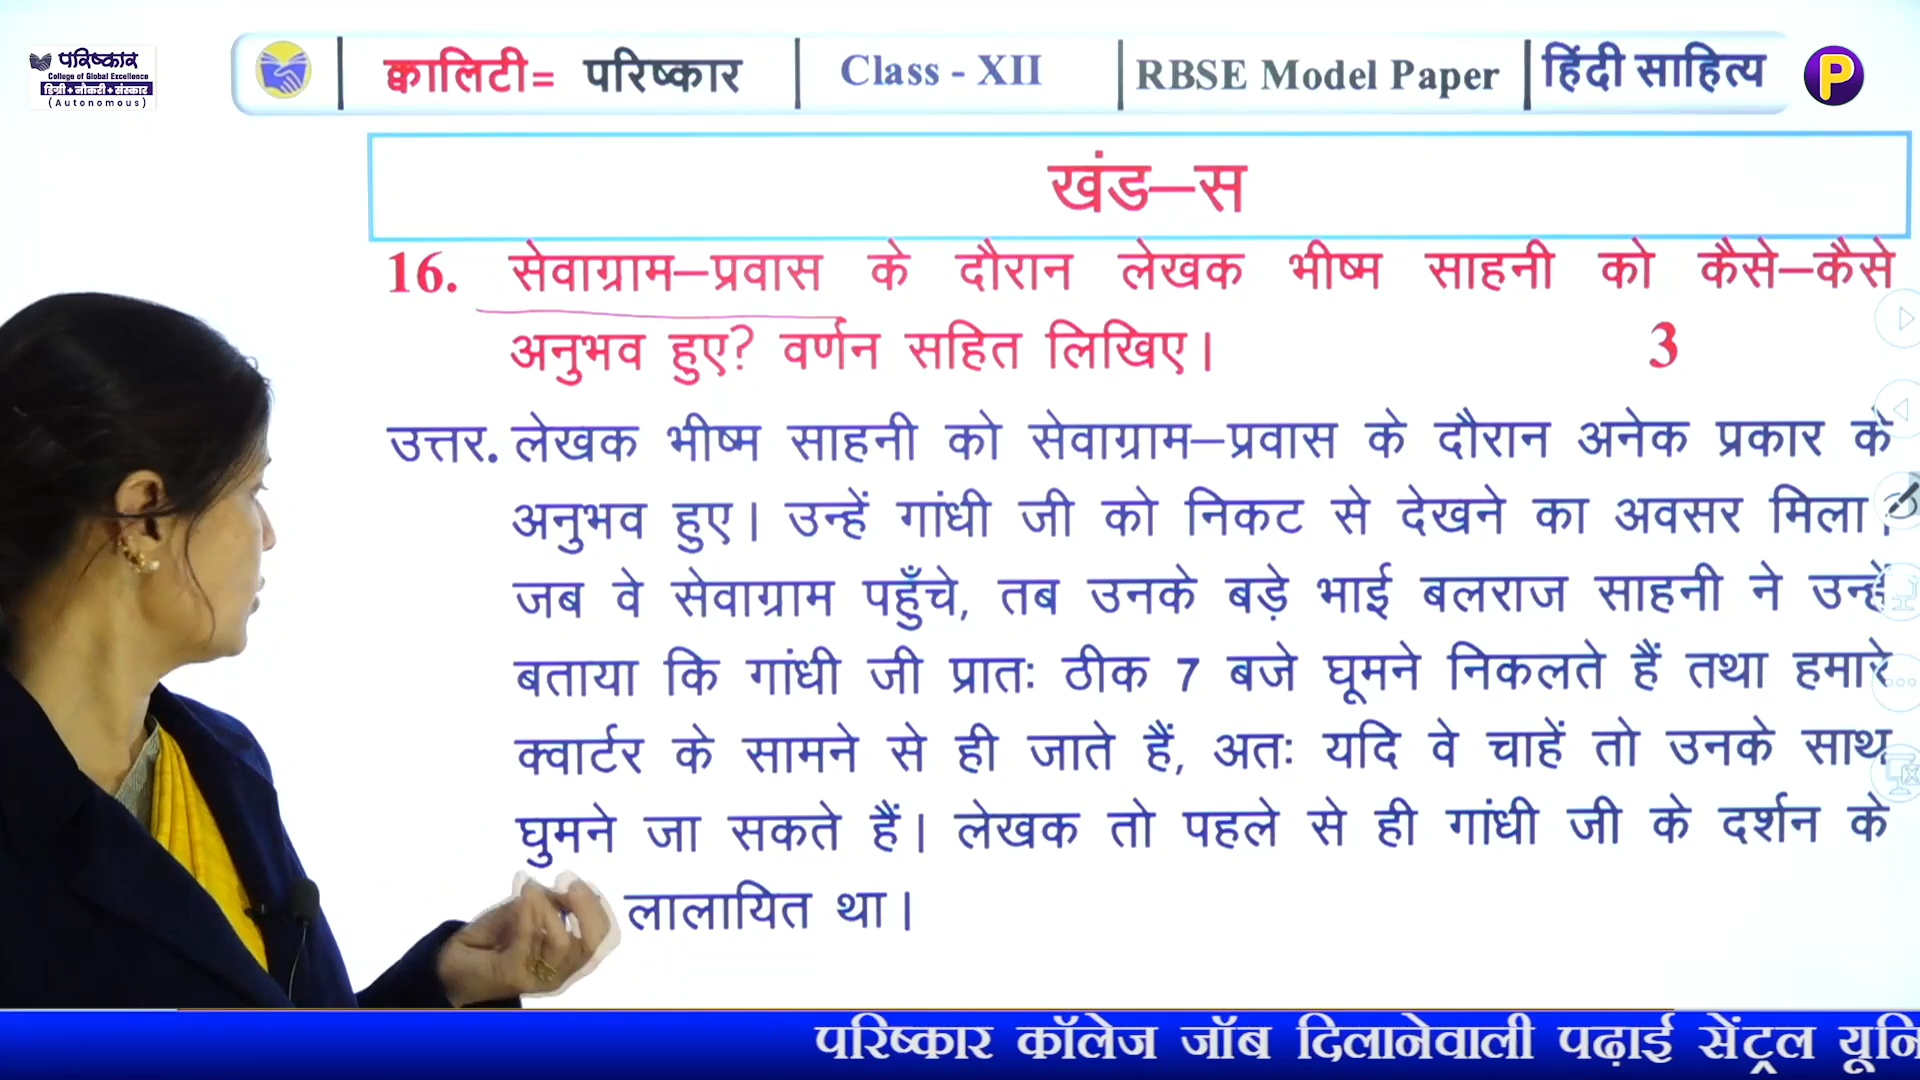 परिष्कार
College of Global Excellence
डिग्री + नौकरी + संस्कार
(Autonomous)
क्वालिटी= परिष्कार
Class - XII
RBSE Model Paper
हिंदी साहित्य
P
खंड–स
16. सेवाग्राम–प्रवास के दौरान लेखक भीष्म साहनी को कैसे–कैसे
अनुभव हुए? वर्णन सहित लिखिए। 3
उत्तर. लेखक भीष्म साहनी को सेवाग्राम–प्रवास के दौरान अनेक प्रकार के
अनुभव हुए। उन्हें गांधी जी को निकट से देखने का अवसर मिला।
जब वे सेवाग्राम पहुँचे, तब उनके बड़े भाई बलराज साहनी ने उन्हें
बताया कि गांधी जी प्रातः ठीक 7 बजे घूमने निकलते हैं तथा हमारे
क्वार्टर के सामने से ही जाते हैं, अतः यदि वे चाहें तो उनके साथ
घुमने जा सकते हैं। लेखक तो पहले से ही गांधी जी के दर्शन के
लालायित था।
परिष्कार कॉलेज जॉब दिलानेवाली पढ़ाई सेंट्रल यूनि